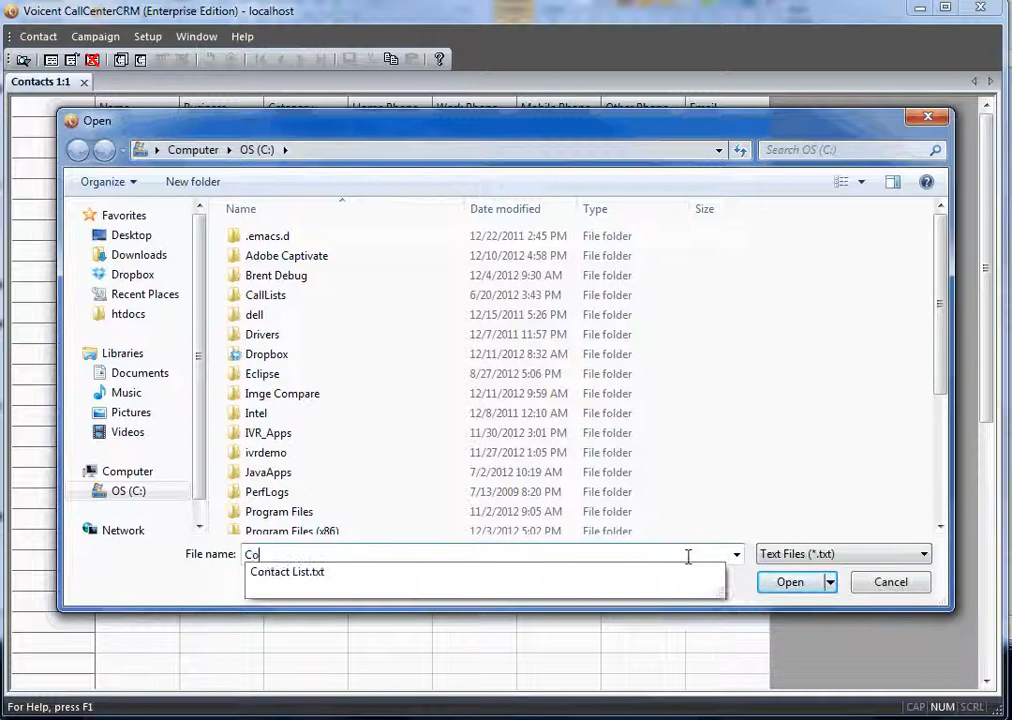 Voicent CallCenterCRM (Enterprise Edition) - localhost
Contact Campaign Setup Window Help
Contacts 1:1
Open
Computer OS (C:) Search OS (C:)
Organize New folder
Name Date modified Type Size
Favorites
Desktop
Downloads
Dropbox
Recent Places
htdocs
Libraries
Documents
Music
Pictures
Videos
Computer
OS (C:)
Network
.emacs.d 12/22/2011 2:45 PM File folder
Adobe Captivate 12/10/2012 4:58 PM File folder
Brent Debug 12/4/2012 9:30 AM File folder
CallLists 6/20/2012 3:43 PM File folder
dell 12/15/2011 5:26 PM File folder
Drivers 12/7/2011 11:57 PM File folder
Dropbox 12/11/2012 8:32 AM File folder
Eclipse 8/27/2012 5:06 PM File folder
Imge Compare 12/11/2012 9:59 AM File folder
Intel 12/8/2011 12:10 AM File folder
IVR_Apps 11/30/2012 3:01 PM File folder
ivrdemo 11/27/2012 1:05 PM File folder
JavaApps 7/2/2012 10:19 AM File folder
PerfLogs 7/13/2009 8:20 PM File folder
Program Files 11/2/2012 9:05 AM File folder
Program Files (x86) 12/3/2012 5:02 PM File folder
File name: Co Text Files (*.txt)
Contact List.txt
Open Cancel
For Help, press F1 CAP NUM SCRL